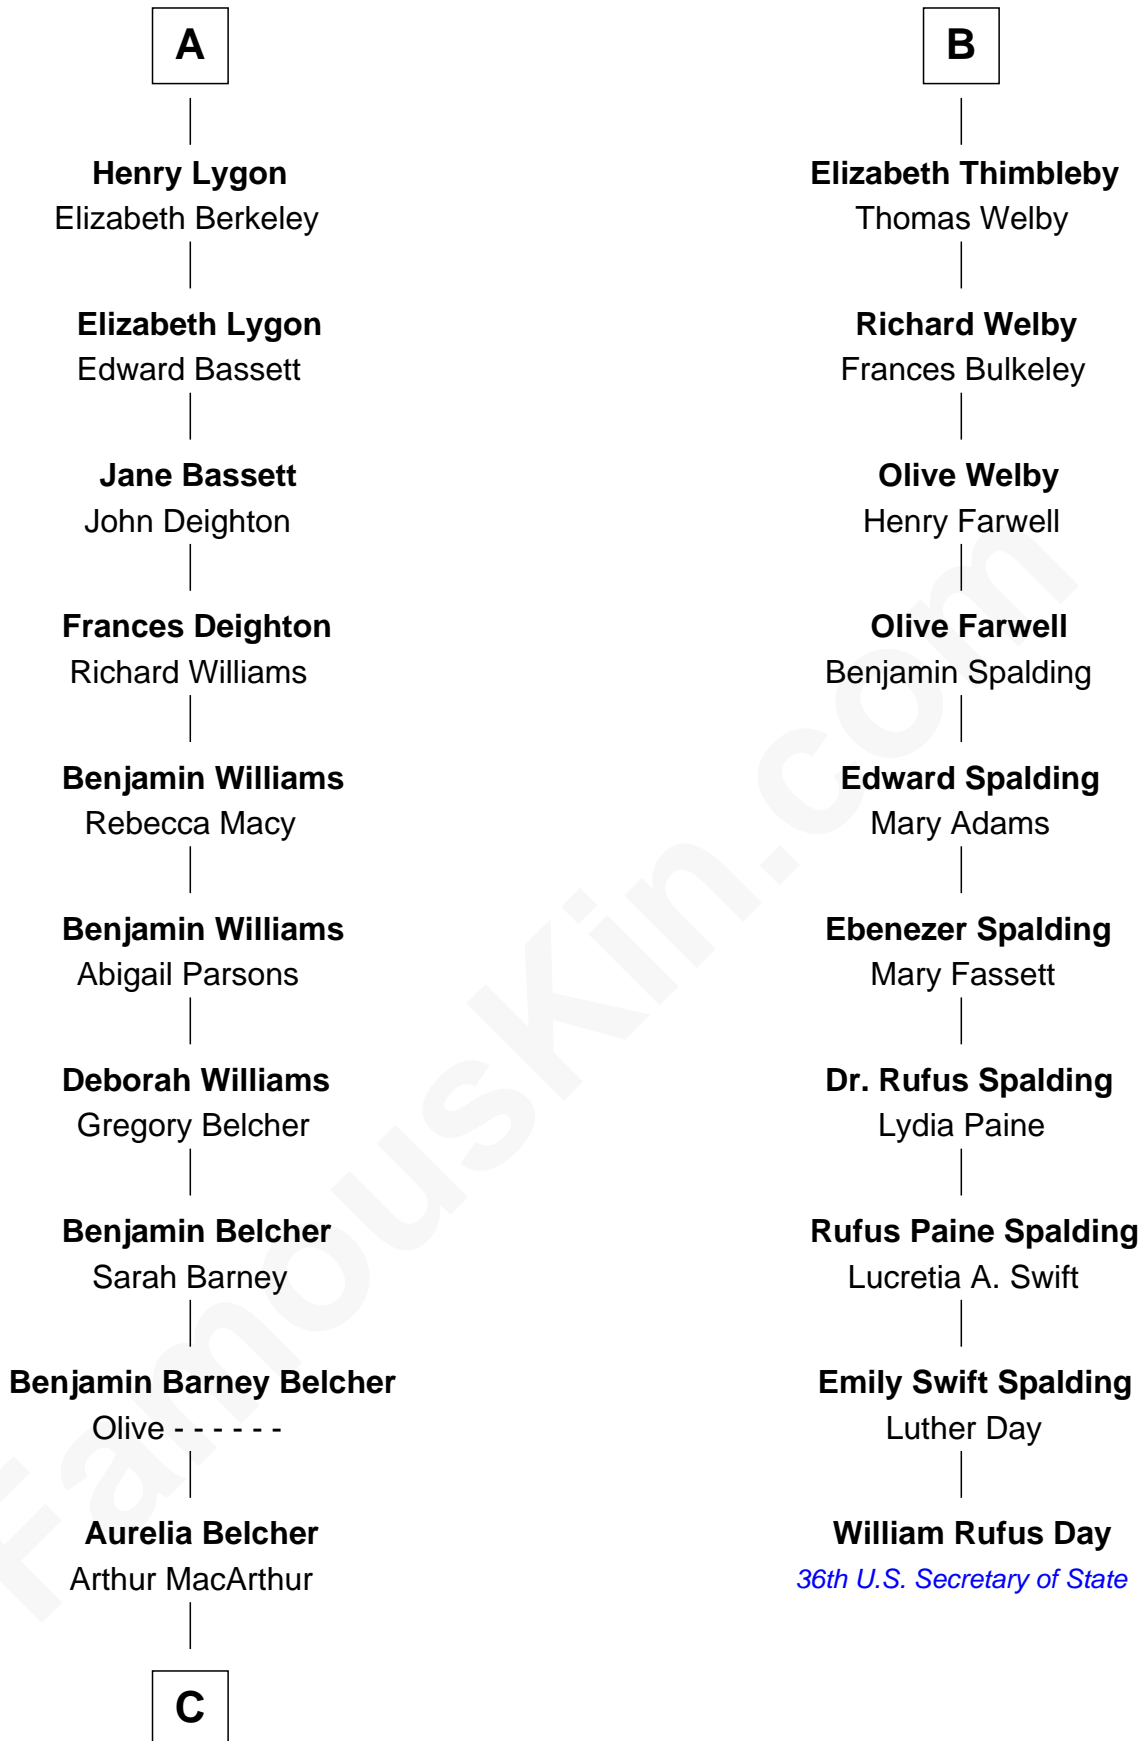 A
Henry Lygon
Elizabeth Berkeley
Elizabeth Lygon
Edward Bassett
Jane Bassett
John Deighton
Frances Deighton
Richard Williams
Benjamin Williams
Rebecca Macy
Benjamin Williams
Abigail Parsons
Deborah Williams
Gregory Belcher
Benjamin Belcher
Sarah Barney
Benjamin Barney Belcher
Olive - - - - - -
Aurelia Belcher
Arthur MacArthur
C
B
Elizabeth Thimbleby
Thomas Welby
Richard Welby
Frances Bulkeley
Olive Welby
Henry Farwell
Olive Farwell
Benjamin Spalding
Edward Spalding
Mary Adams
Ebenezer Spalding
Mary Fassett
Dr. Rufus Spalding
Lydia Paine
Rufus Paine Spalding
Lucretia A. Swift
Emily Swift Spalding
Luther Day
William Rufus Day
36th U.S. Secretary of State
FamousKin.com